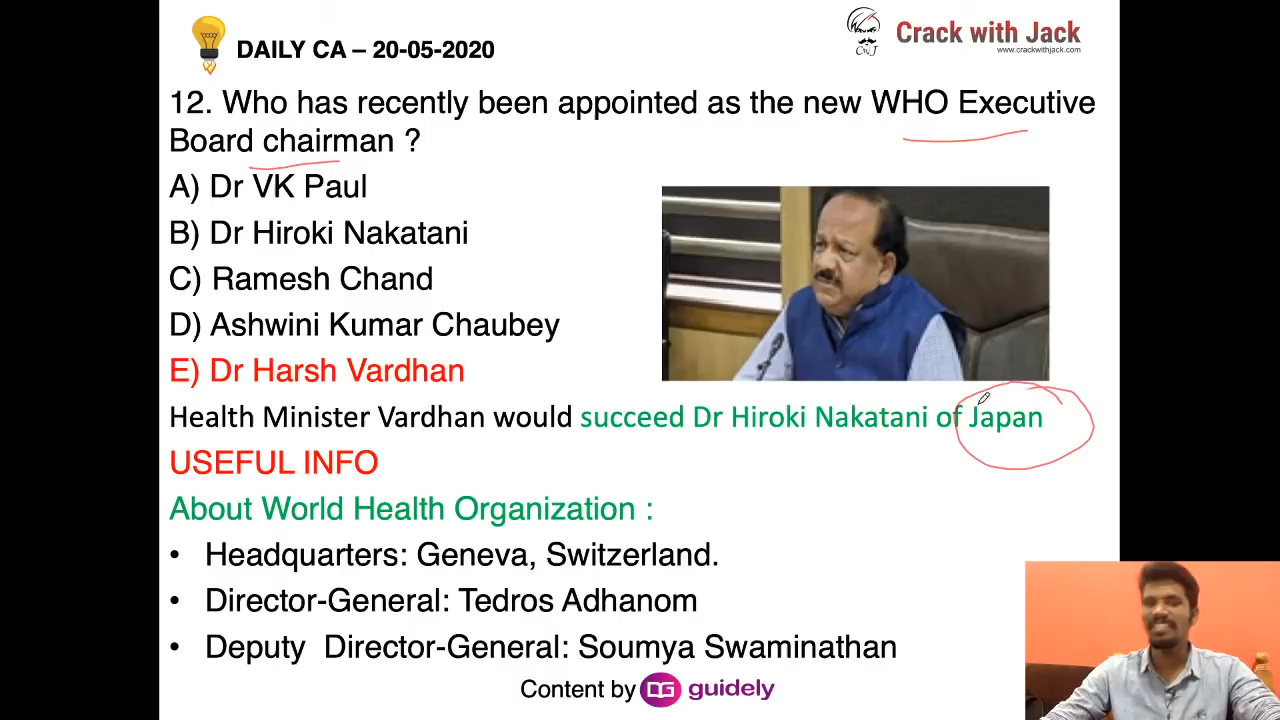 DAILY CA – 20-05-2020
Crack with Jack
www.crackwithjack.com
CWJ
12. Who has recently been appointed as the new WHO Executive
Board chairman ?
A) Dr VK Paul
B) Dr Hiroki Nakatani
C) Ramesh Chand
D) Ashwini Kumar Chaubey
E) Dr Harsh Vardhan
Health Minister Vardhan would succeed Dr Hiroki Nakatani of Japan
USEFUL INFO
About World Health Organization :
• Headquarters: Geneva, Switzerland.
• Director-General: Tedros Adhanom
• Deputy Director-General: Soumya Swaminathan
Content by guidely